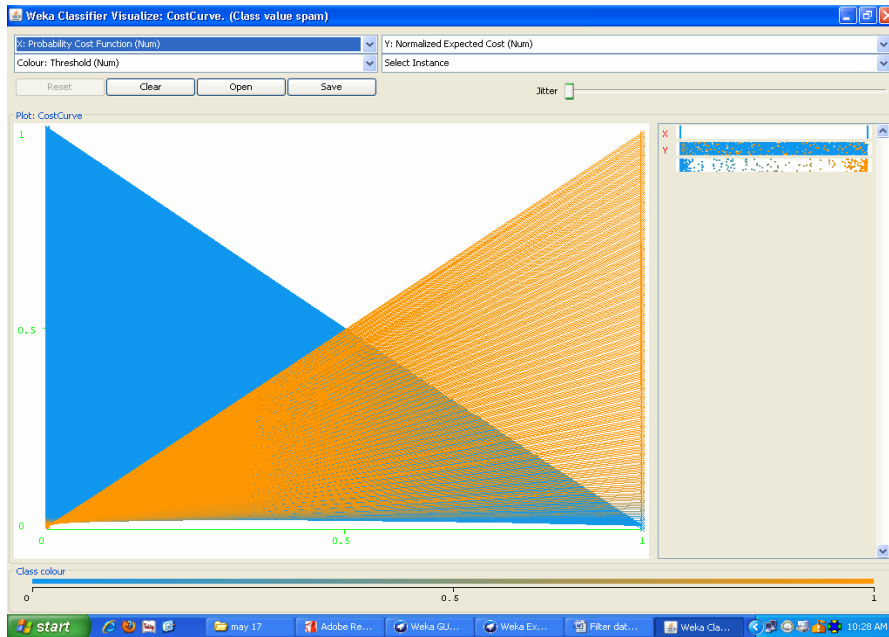 Weka Classifier Visualize: CostCurve. (Class value spam)
X: Probability Cost Function (Num) Y: Normalized Expected Cost (Num)
Colour: Threshold (Num) Select Instance
Reset Clear Open Save Jitter
Plot: CostCurve
1
0.5
0
0 0.5 1
X
Y
Class colour
0 0.5 1
start may 17 Adobe Re... Weka GU... Weka Ex... Filter dat... Weka Cla... 10:28 AM